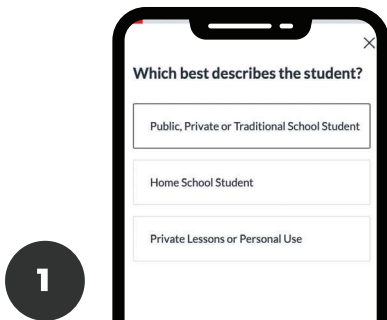 Which best describes the student?
Public, Private or Traditional School Student
Home School Student
Private Lessons or Personal Use
1